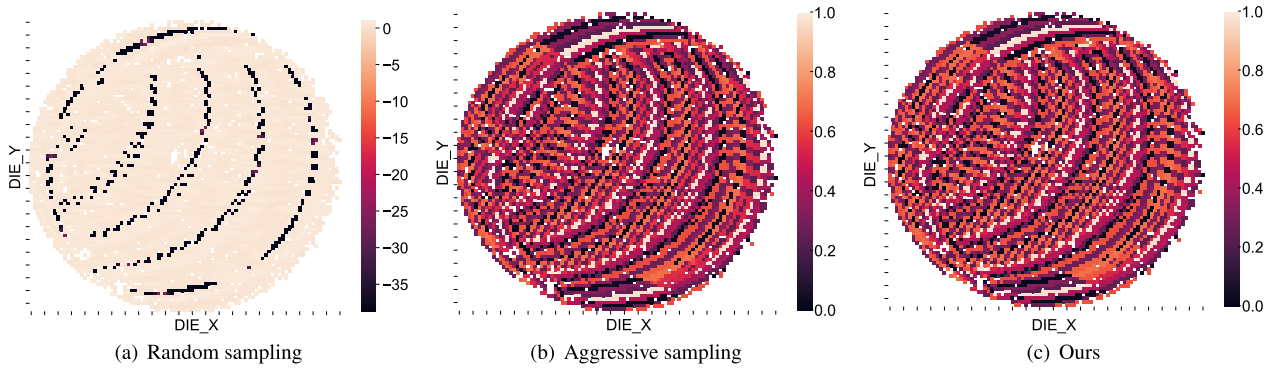 0
−5
−10
−15
−20
−25
−30
−35
DIE_Y
DIE_X
(a) Random sampling
1.0
0.8
0.6
0.4
0.2
0.0
DIE_Y
DIE_X
(b) Aggressive sampling
1.0
0.8
0.6
0.4
0.2
0.0
DIE_Y
DIE_X
(c) Ours